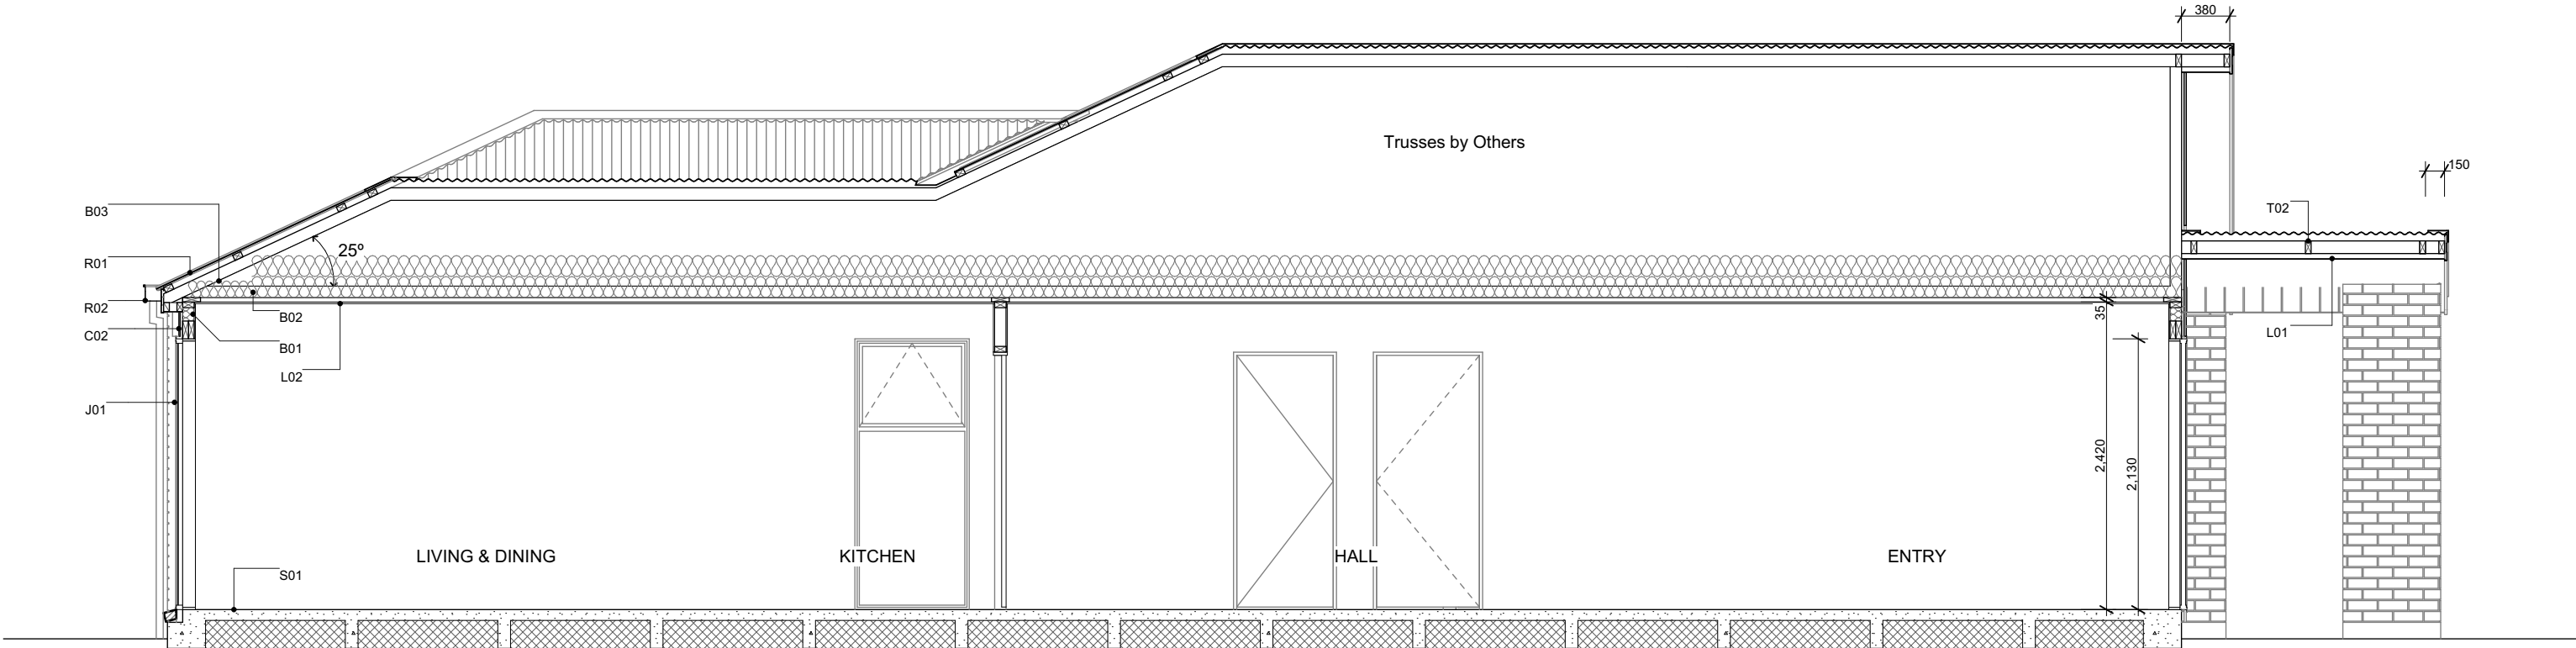 380
Trusses by Others
150
T02
B03
25°
R01
R02
B02
C02
B01
L02
J01
35
L01
2,420
2,130
LIVING & DINING
KITCHEN
HALL
ENTRY
S01